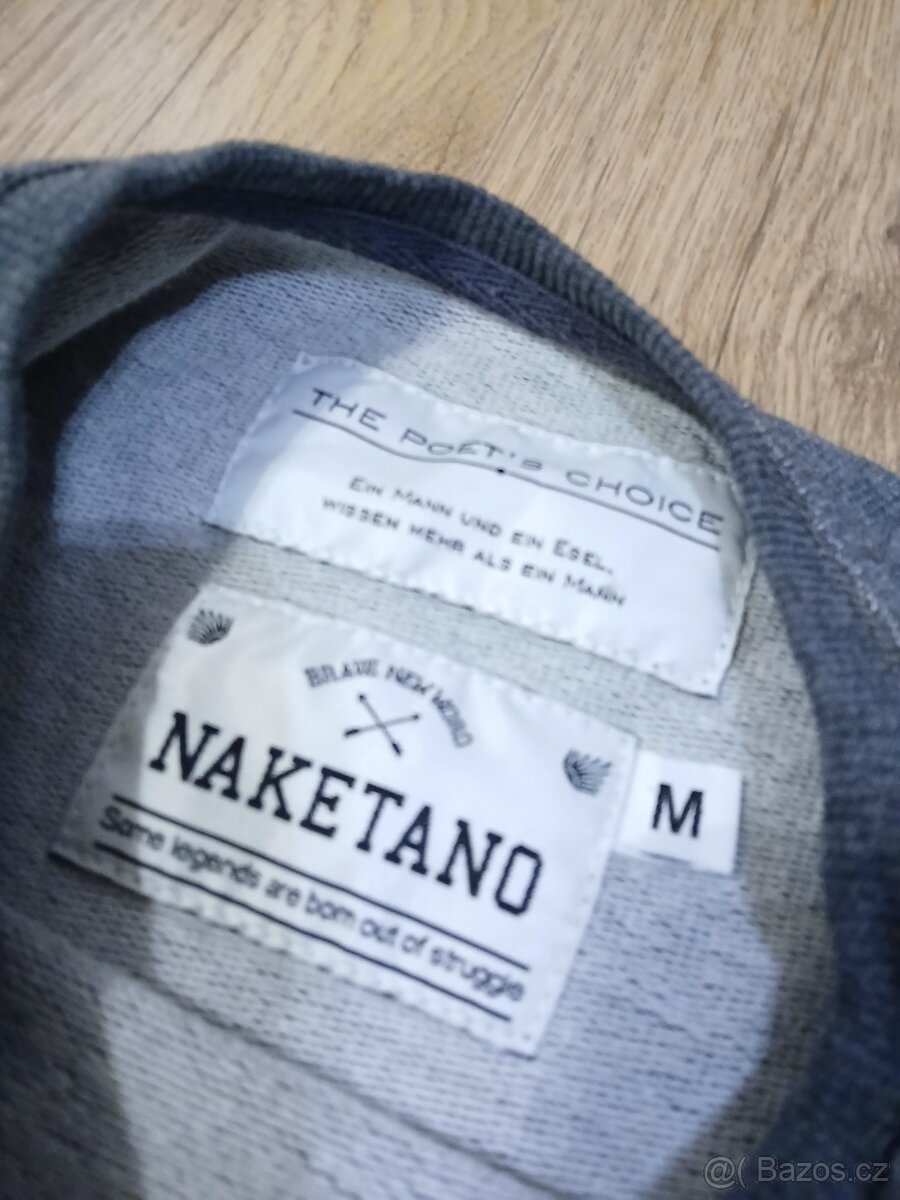 THE POET'S CHOICE
EIN MANN UND EIN ESEL,
WISSEN MEHR ALS EIN MANN
BRAVE NEW WORLD
NAKETANO
M
Some legends are born out of struggle
@( Bazos.cz